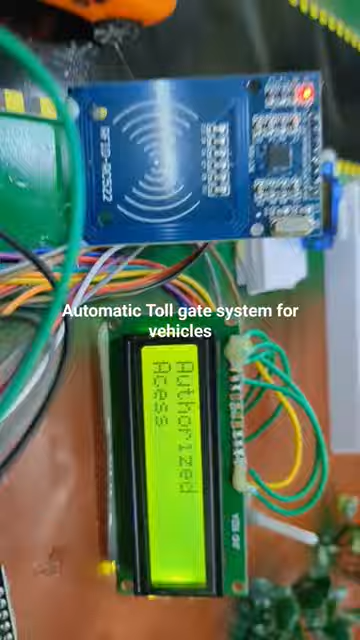 RFID-RC522
Automatic Toll gate system for
vehicles
Authorized
Acess